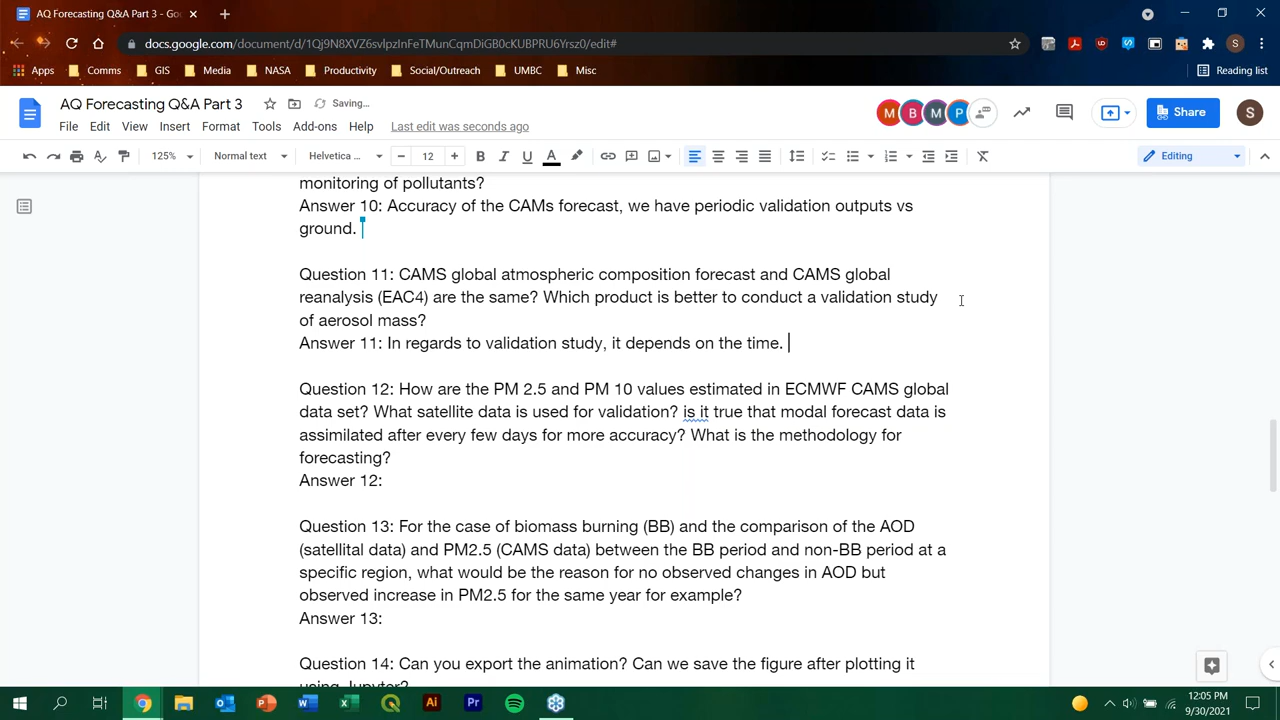 AQ Forecasting Q&A Part 3 - Go
docs.google.com/document/d/1Qj9N8XVZ6svlpzInFeTMunCqmDiGB0cKUBPRU6Yrsz0/edit#
S
Apps Comms GIS Media NASA Productivity Social/Outreach UMBC Misc Reading list
AQ Forecasting Q&A Part 3 Saving...
M B M P Share S
File Edit View Insert Format Tools Add-ons Help Last edit was seconds ago
125% Normal text Helvetica ... 12 B I U A Editing
monitoring of pollutants?
Answer 10: Accuracy of the CAMs forecast, we have periodic validation outputs vs
ground.
Question 11: CAMS global atmospheric composition forecast and CAMS global
reanalysis (EAC4) are the same? Which product is better to conduct a validation study
of aerosol mass?
Answer 11: In regards to validation study, it depends on the time.
Question 12: How are the PM 2.5 and PM 10 values estimated in ECMWF CAMS global
data set? What satellite data is used for validation? is it true that modal forecast data is
assimilated after every few days for more accuracy? What is the methodology for
forecasting?
Answer 12:
Question 13: For the case of biomass burning (BB) and the comparison of the AOD
(satellital data) and PM2.5 (CAMS data) between the BB period and non-BB period at a
specific region, what would be the reason for no observed changes in AOD but
observed increase in PM2.5 for the same year for example?
Answer 13:
Question 14: Can you export the animation? Can we save the figure after plotting it
using Jupyter?
12:05 PM
9/30/2021